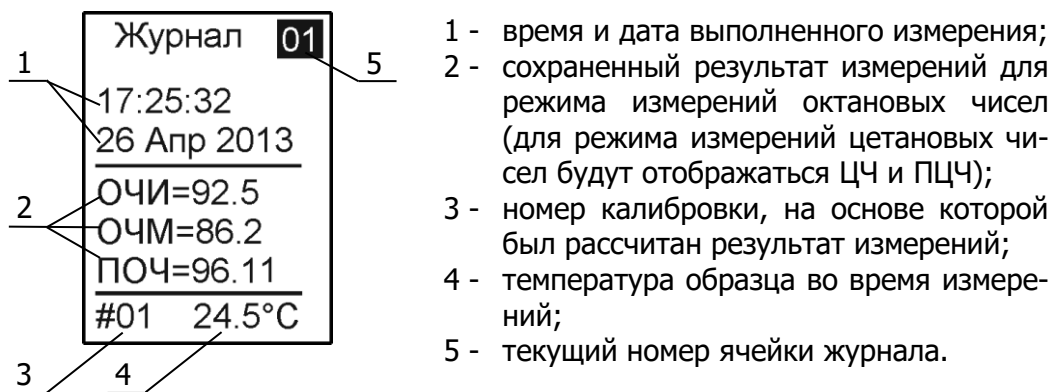 Журнал 01
17:25:32
26 Апр 2013
ОЧИ=92.5
ОЧМ=86.2
ПОЧ=96.11
#01 24.5°C
1
2
3
4
5
1 - время и дата выполненного измерения;
2 - сохраненный результат измерений для
режима измерений октановых чисел
(для режима измерений цетановых чи-
сел будут отображаться ЦЧ и ПЦЧ);
3 - номер калибровки, на основе которой
был рассчитан результат измерений;
4 - температура образца во время измере-
ний;
5 - текущий номер ячейки журнала.